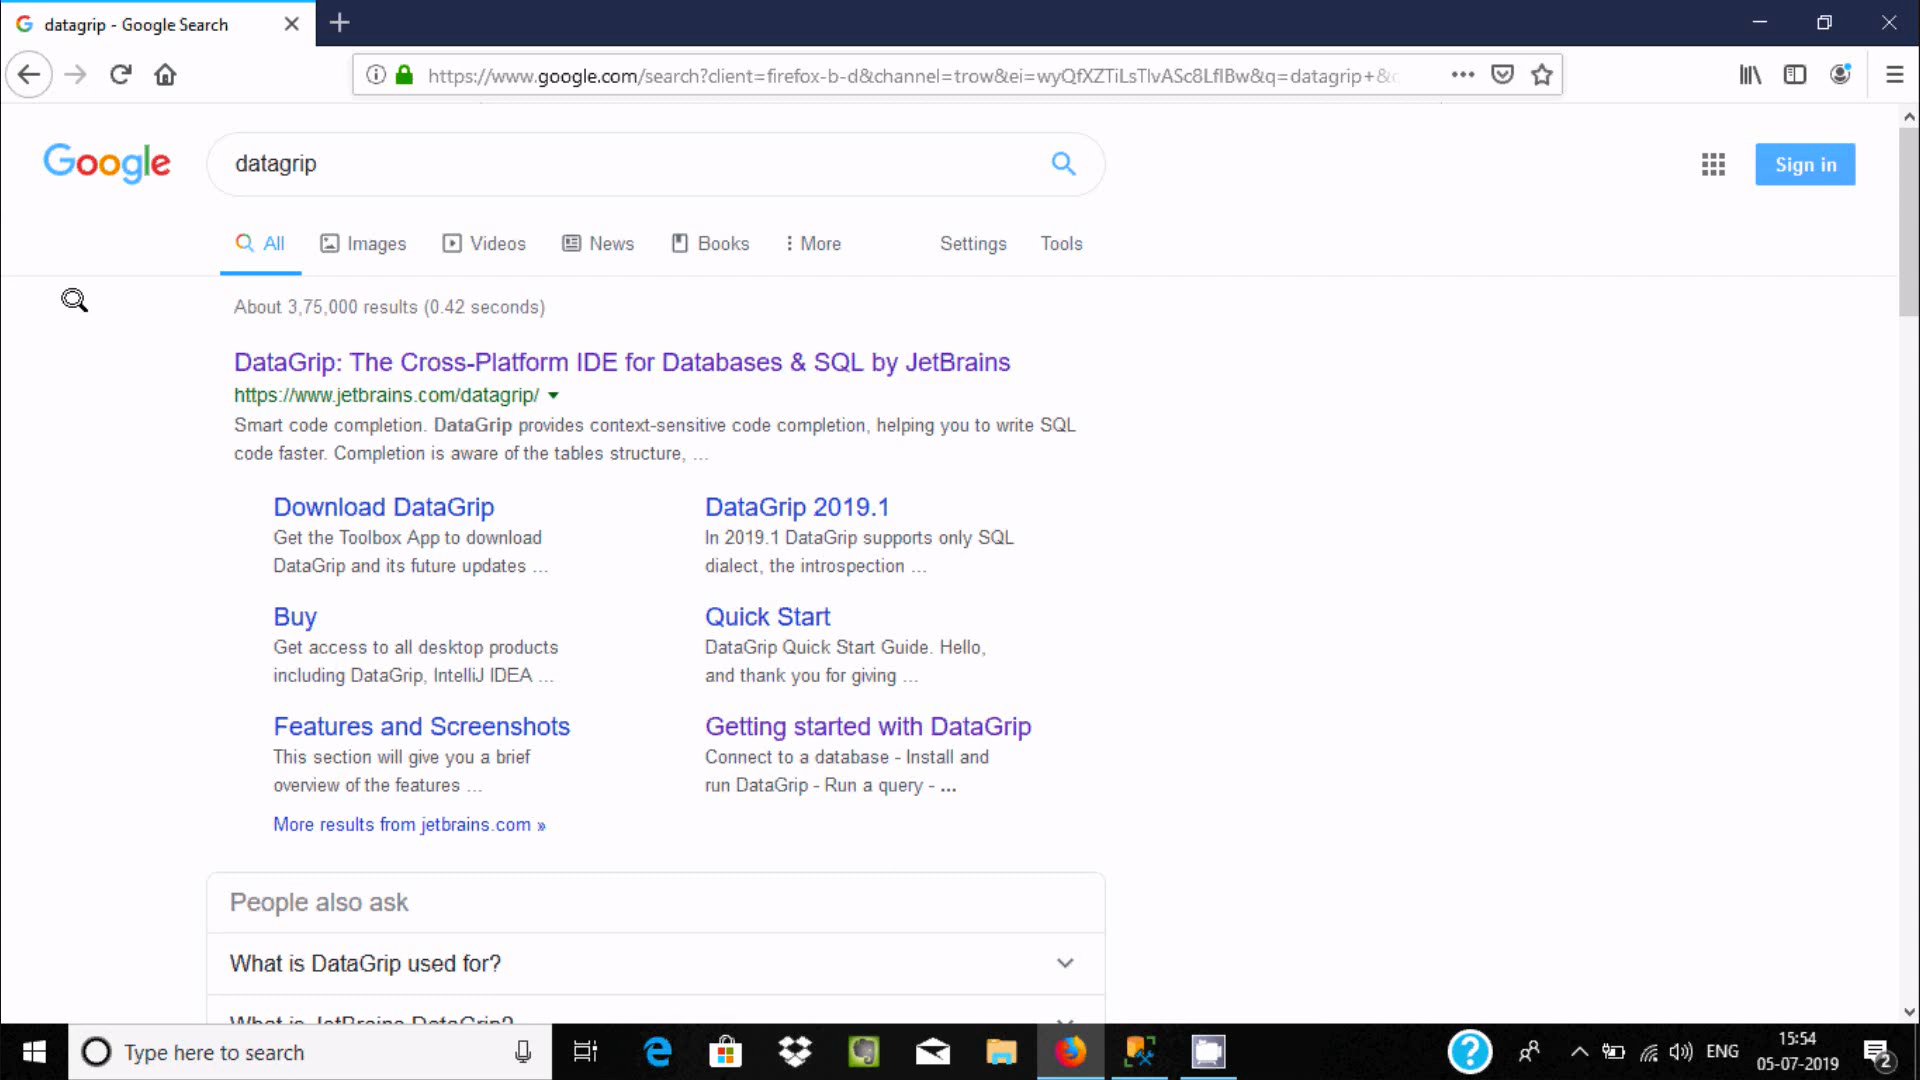 datagrip - Google Search
https://www.google.com/search?client=firefox-b-d&channel=trow&ei=wyQfXZTiLsTlvASc8LfIBw&q=datagrip+&
Google
datagrip
Sign in
All Images Videos News Books More Settings Tools
About 3,75,000 results (0.42 seconds)
DataGrip: The Cross-Platform IDE for Databases & SQL by JetBrains
https://www.jetbrains.com/datagrip/
Smart code completion. DataGrip provides context-sensitive code completion, helping you to write SQL
code faster. Completion is aware of the tables structure, ...
Download DataGrip
Get the Toolbox App to download
DataGrip and its future updates ...
DataGrip 2019.1
In 2019.1 DataGrip supports only SQL
dialect, the introspection ...
Buy
Get access to all desktop products
including DataGrip, IntelliJ IDEA ...
Quick Start
DataGrip Quick Start Guide. Hello,
and thank you for giving ...
Features and Screenshots
This section will give you a brief
overview of the features ...
Getting started with DataGrip
Connect to a database - Install and
run DataGrip - Run a query - ...
More results from jetbrains.com »
People also ask
What is DataGrip used for?
What is JetBrains DataGrip?
Type here to search
ENG
15:54
05-07-2019
2